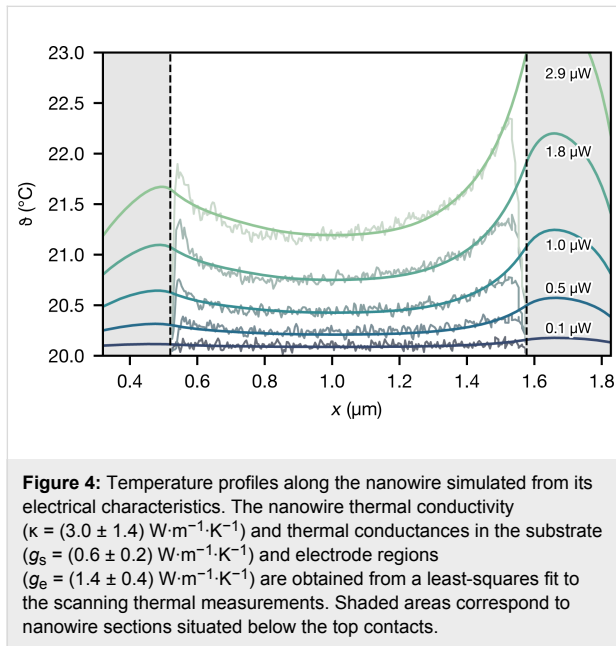 23.0
22.5
22.0
21.5
21.0
20.5
20.0
ϑ (°C)
2.9 µW
1.8 µW
1.0 µW
0.5 µW
0.1 µW
0.4 0.6 0.8 1.0 1.2 1.4 1.6 1.8
x (µm)
Figure 4: Temperature profiles along the nanowire simulated from its
electrical characteristics. The nanowire thermal conductivity
(κ = (3.0 ± 1.4) W·m⁻¹·K⁻¹) and thermal conductances in the substrate
(gₛ = (0.6 ± 0.2) W·m⁻¹·K⁻¹) and electrode regions
(gₑ = (1.4 ± 0.4) W·m⁻¹·K⁻¹) are obtained from a least-squares fit to
the scanning thermal measurements. Shaded areas correspond to
nanowire sections situated below the top contacts.